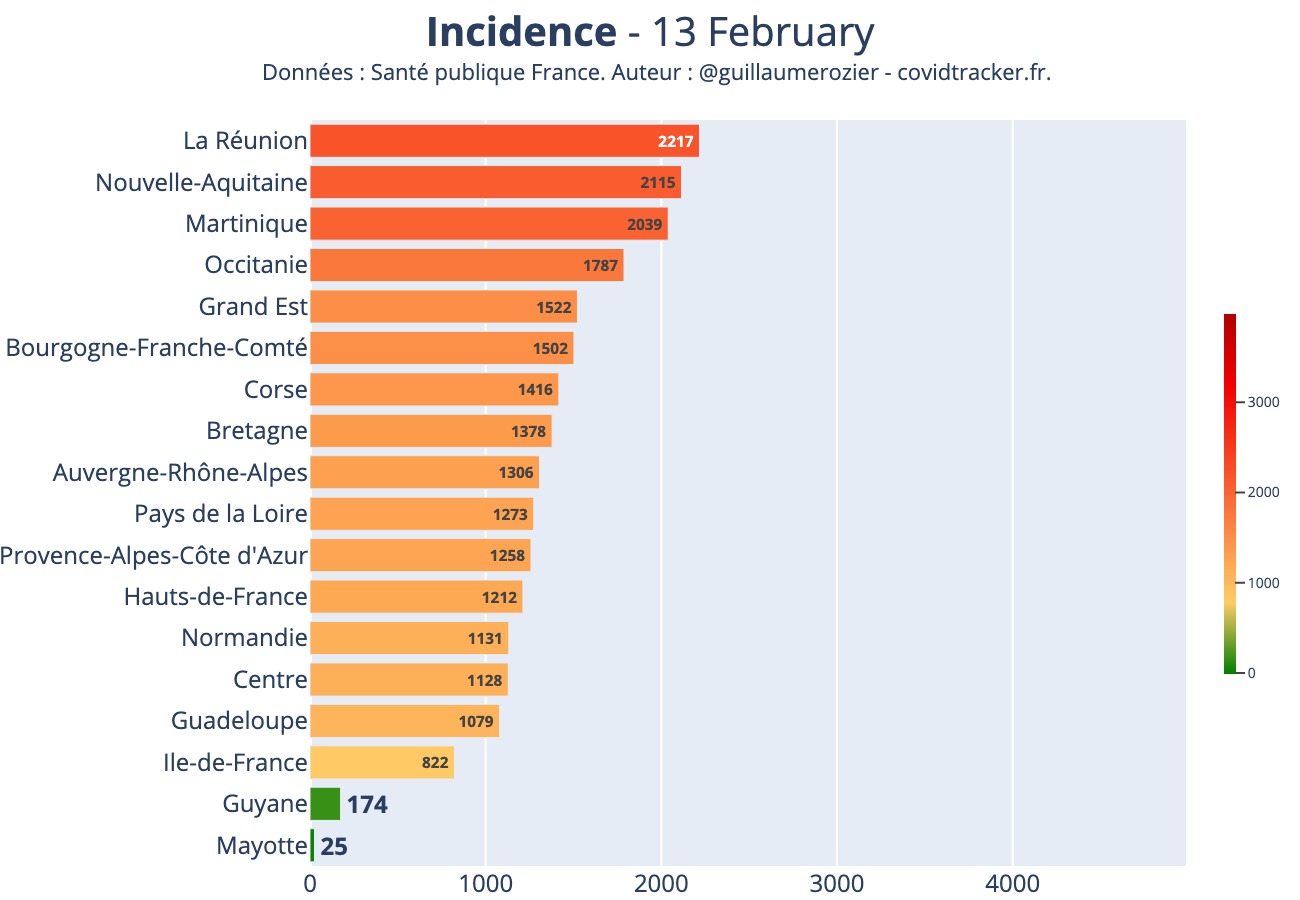 Incidence - 13 February
Données : Santé publique France. Auteur : @guillaumerozier - covidtracker.fr.
La Réunion 2217
Nouvelle-Aquitaine 2115
Martinique 2039
Occitanie 1787
Grand Est 1522
Bourgogne-Franche-Comté 1502
Corse 1416
Bretagne 1378
Auvergne-Rhône-Alpes 1306
Pays de la Loire 1273
Provence-Alpes-Côte d'Azur 1258
Hauts-de-France 1212
Normandie 1131
Centre 1128
Guadeloupe 1079
Ile-de-France 822
Guyane 174
Mayotte 25
0 1000 2000 3000 4000
3000
2000
1000
0